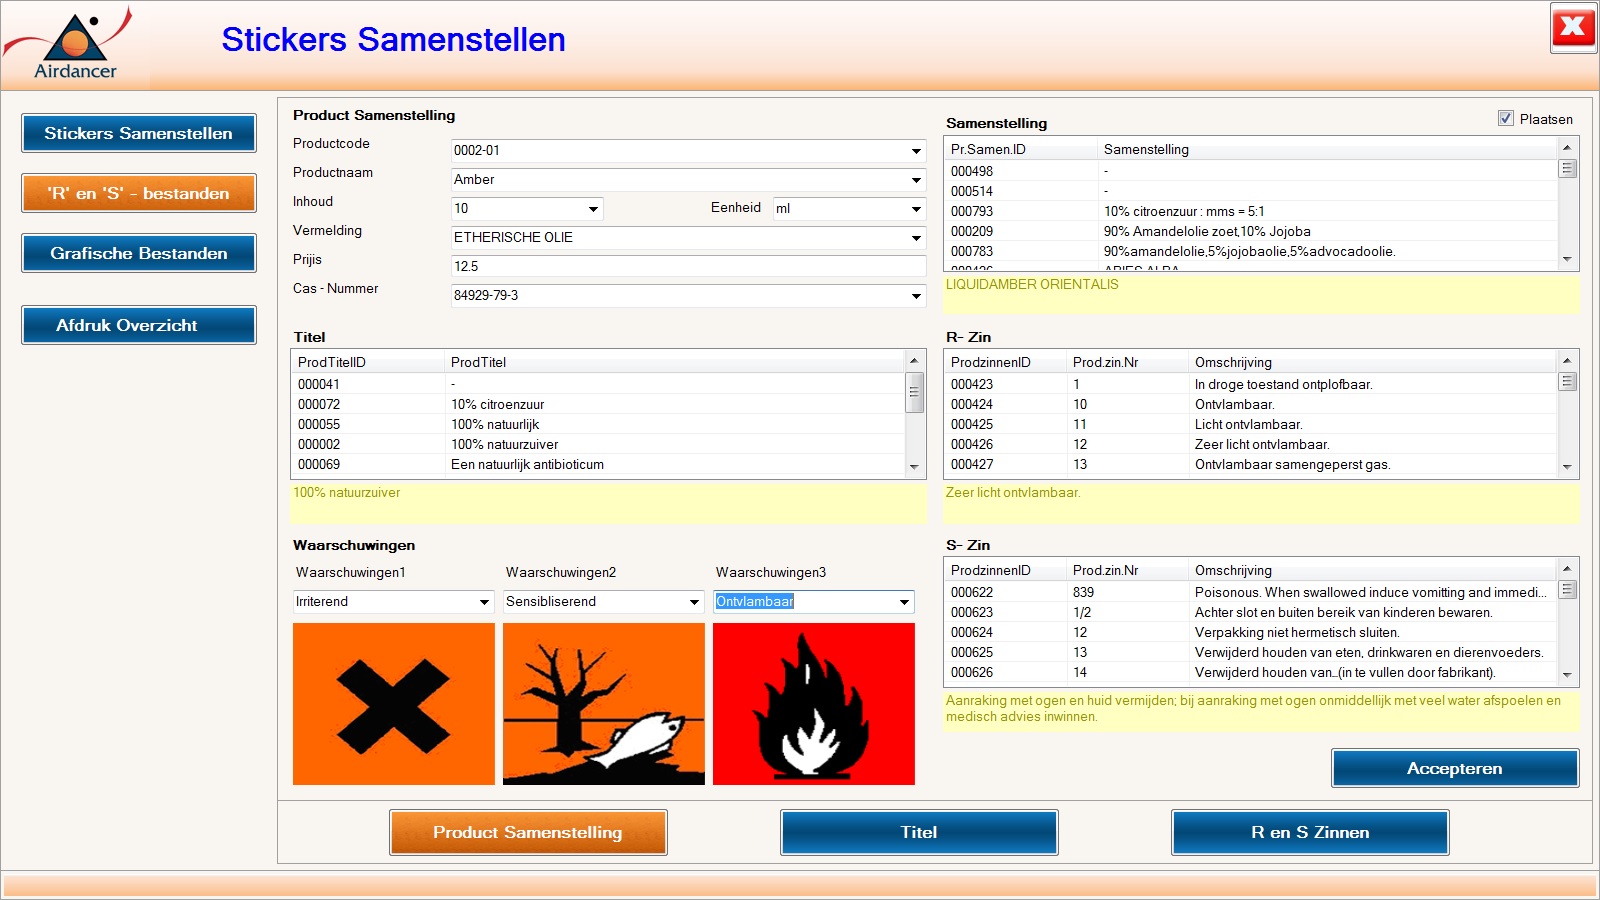 Airdancer
Stickers Samenstellen
Stickers Samenstellen
'R' en 'S' - bestanden
Grafische Bestanden
Afdruk Overzicht
Product Samenstelling
Productcode 0002-01
Productnaam Amber
Inhoud 10 Eenheid ml
Vermelding ETHERISCHE OLIE
Prijis 12.5
Cas - Nummer 84929-79-3
Samenstelling Plaatsen
Pr.Samen.ID Samenstelling
000498 -
000514 -
000793 10% citroenzuur : mms = 5:1
000209 90% Amandelolie zoet,10% Jojoba
000783 90%amandelolie,5%jojobaolie,5%advocadoolie.
LIQUIDAMBER ORIENTALIS
Titel
ProdTitelID ProdTitel
000041 -
000072 10% citroenzuur
000055 100% natuurlijk
000002 100% natuurzuiver
000069 Een natuurlijk antibioticum
100% natuurzuiver
R- Zin
ProdzinnenID Prod.zin.Nr Omschrijving
000423 1 In droge toestand ontplofbaar.
000424 10 Ontvlambaar.
000425 11 Licht ontvlambaar.
000426 12 Zeer licht ontvlambaar.
000427 13 Ontvlambaar samengeperst gas.
Zeer licht ontvlambaar.
Waarschuwingen
Waarschuwingen1 Waarschuwingen2 Waarschuwingen3
Irriterend Sensibliserend Ontvlambaar
S- Zin
ProdzinnenID Prod.zin.Nr Omschrijving
000622 839 Poisonous. When swallowed induce vomitting and immedi...
000623 1/2 Achter slot en buiten bereik van kinderen bewaren.
000624 12 Verpakking niet hermetisch sluiten.
000625 13 Verwijderd houden van eten, drinkwaren en dierenvoeders.
000626 14 Verwijderd houden van...(in te vullen door fabrikant).
Aanraking met ogen en huid vermijden; bij aanraking met ogen onmiddellijk met veel water afspoelen en
medisch advies inwinnen.
Accepteren
Product Samenstelling
Titel
R en S Zinnen